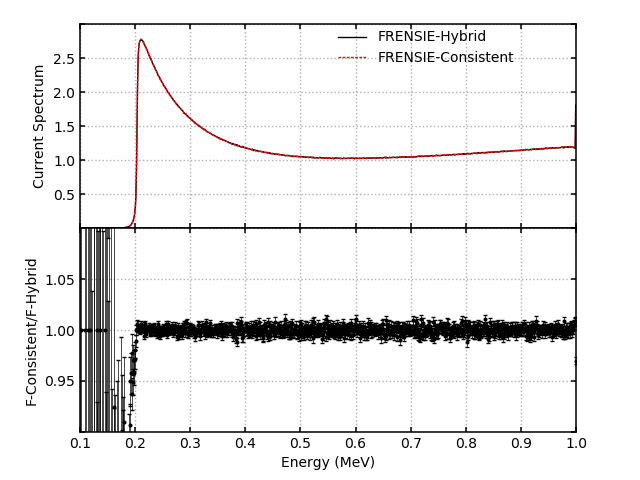 FRENSIE-Hybrid
FRENSIE-Consistent
Current Spectrum
2.5
2.0
1.5
1.0
0.5
F-Consistent/F-Hybrid
1.05
1.00
0.95
0.1 0.2 0.3 0.4 0.5 0.6 0.7 0.8 0.9 1.0
Energy (MeV)